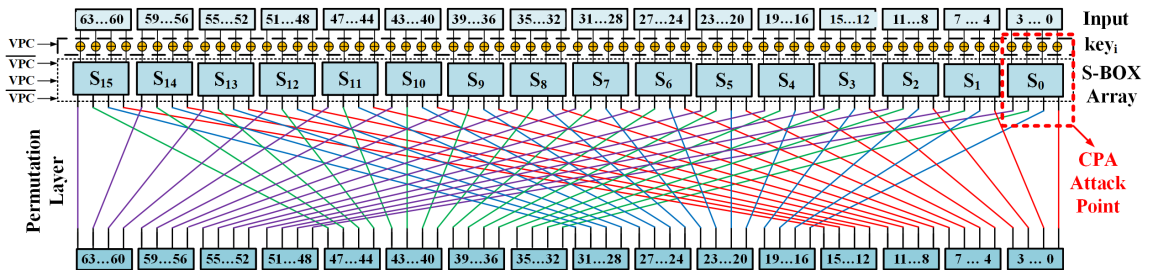 63...60 59...56 55...52 51...48 47...44 43...40 39...36 35...32 31...28 27...24 23...20 19...16 15...12 11...8 7 ... 4 3 ... 0 Input
VPC keyᵢ
VPC
VPC S₁₅ S₁₄ S₁₃ S₁₂ S₁₁ S₁₀ S₉ S₈ S₇ S₆ S₅ S₄ S₃ S₂ S₁ S₀ S-BOX
VPC Array
Permutation
Layer
CPA
Attack
Point
63...60 59...56 55...52 51...48 47...44 43...40 39...36 35...32 31...28 27...24 23...20 19...16 15...12 11...8 7 ... 4 3 ... 0